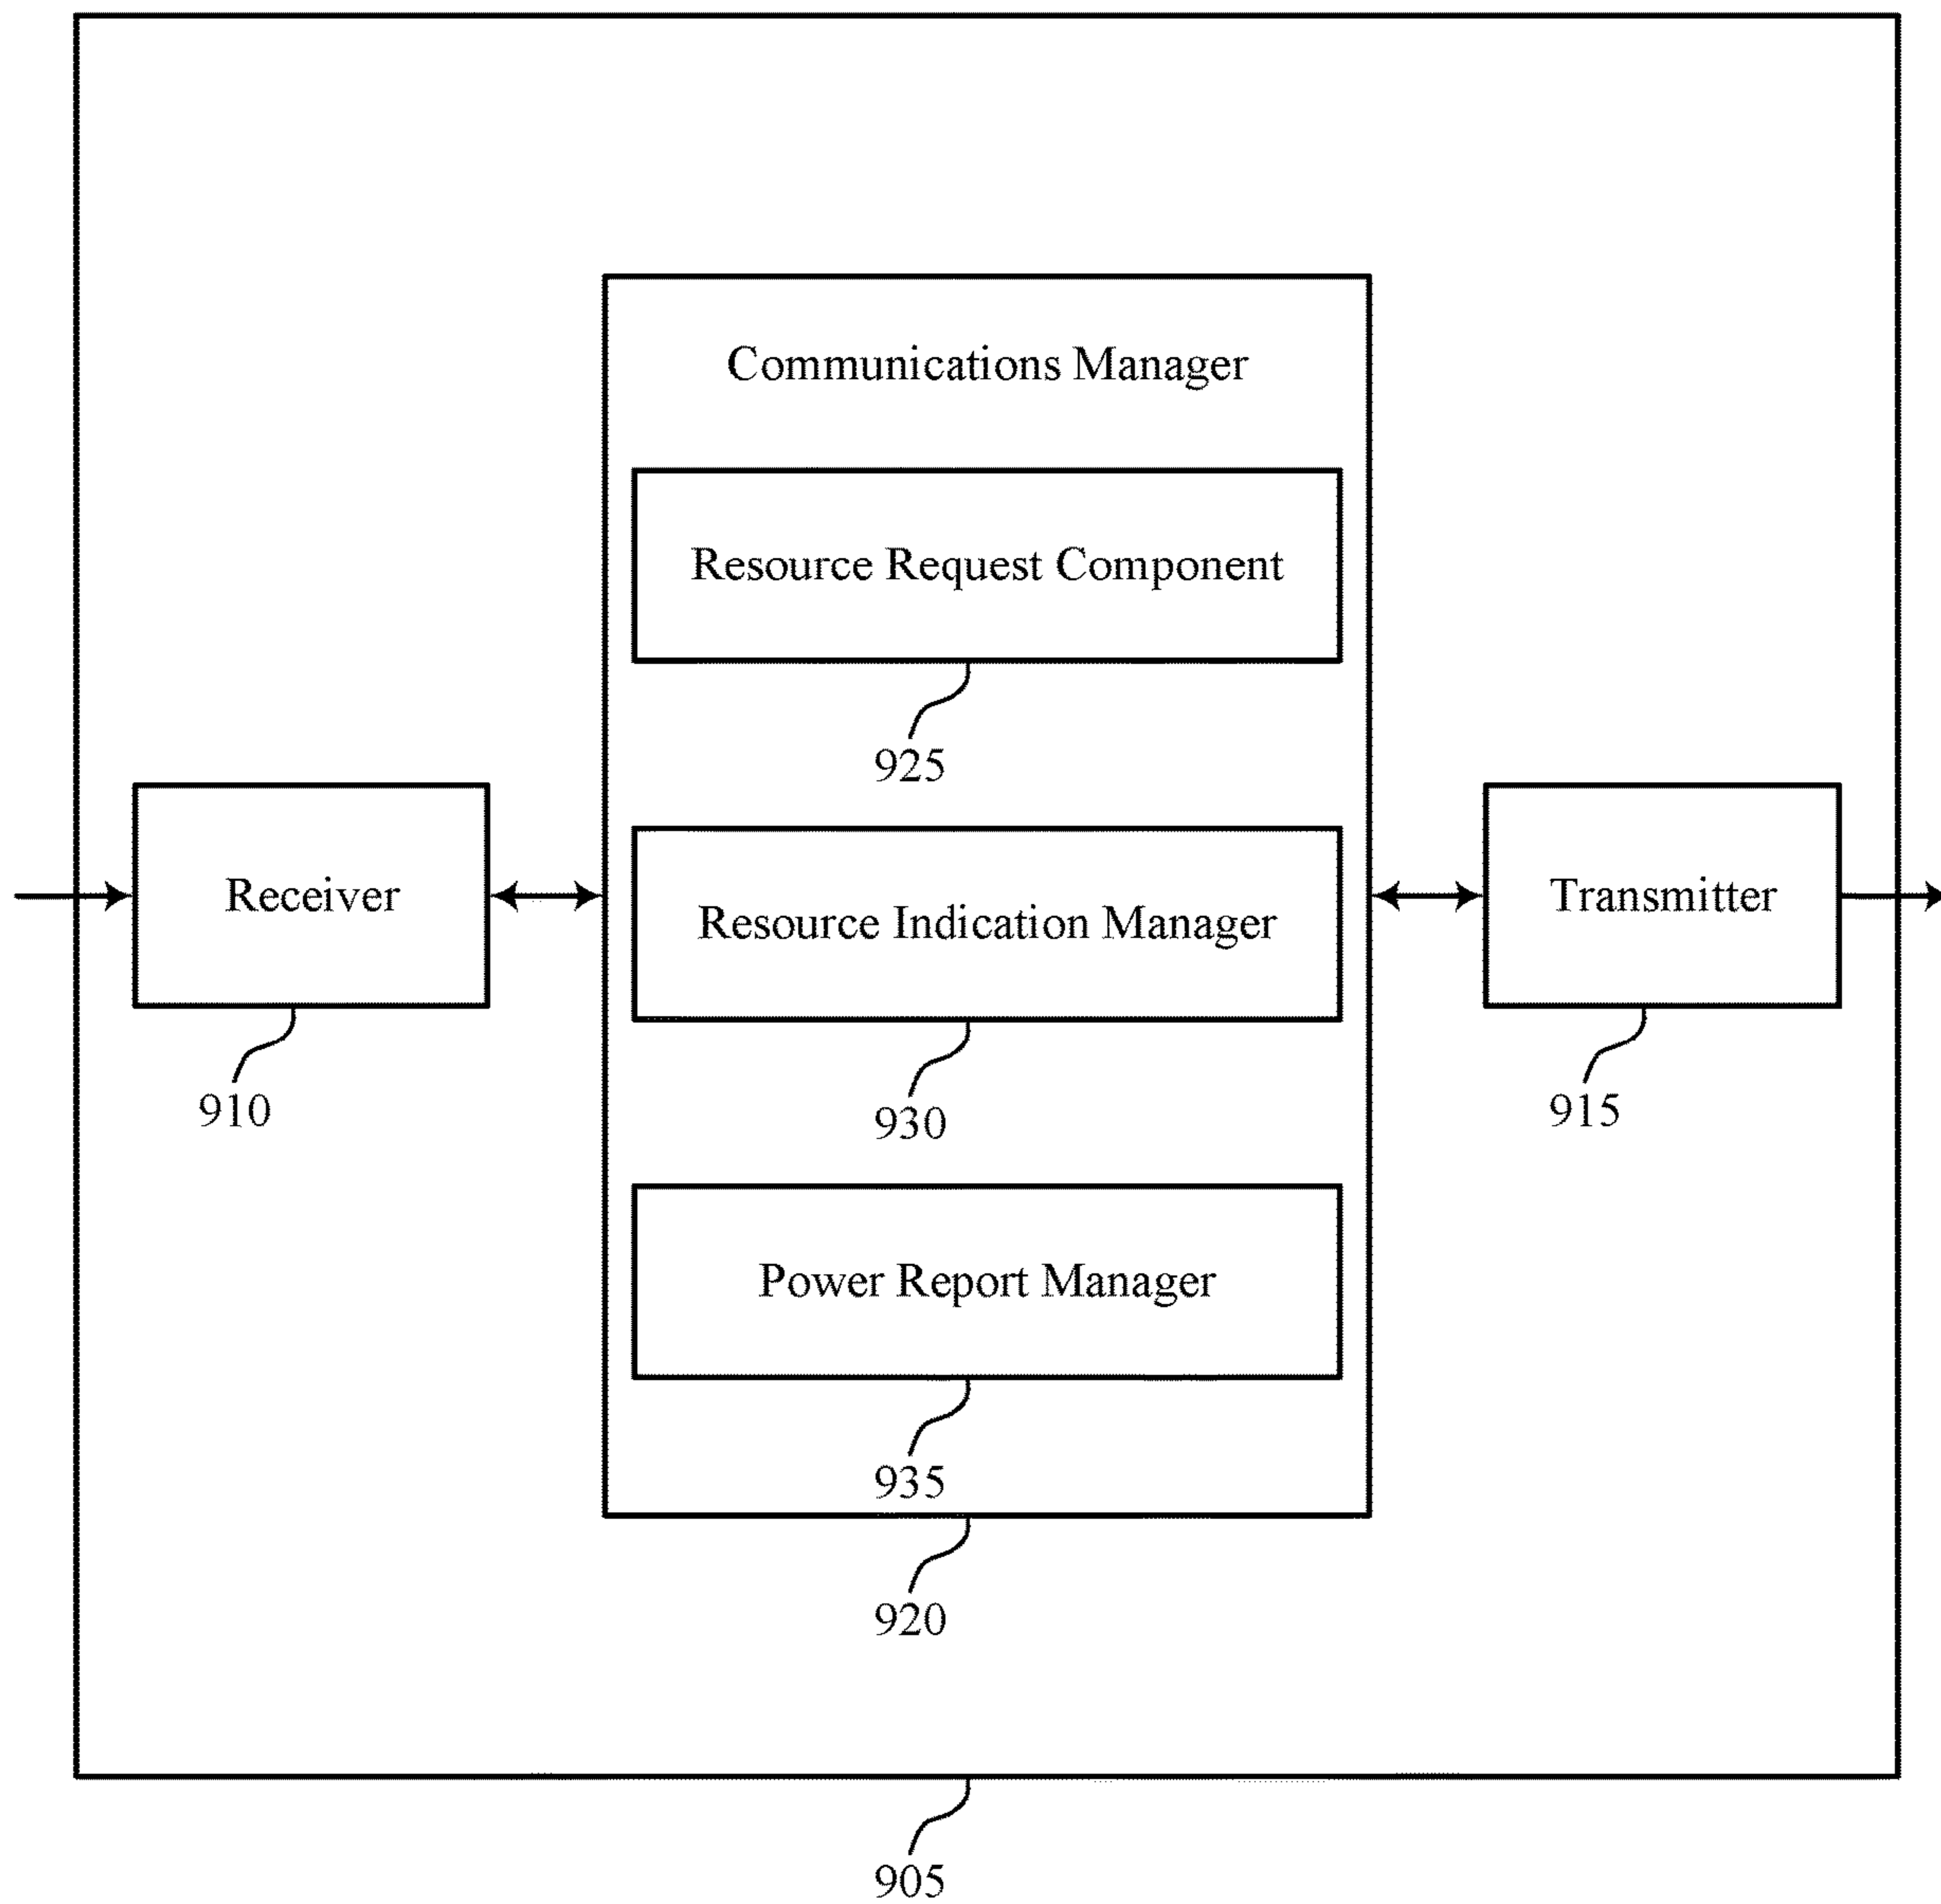 Communications Manager
Resource Request Component
925
Receiver
Resource Indication Manager
Transmitter
910
930
915
Power Report Manager
935
920
905